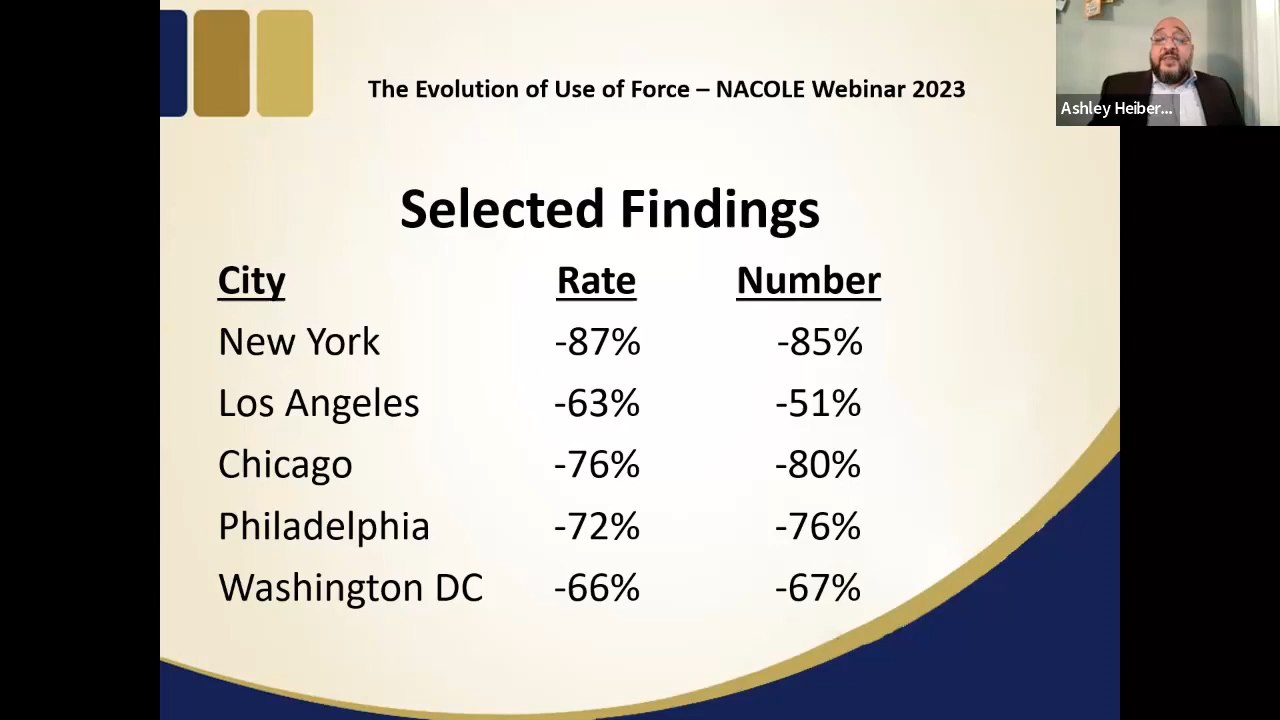 The Evolution of Use of Force – NACOLE Webinar 2023
Ashley Heiber...
Selected Findings
City Rate Number
New York -87% -85%
Los Angeles -63% -51%
Chicago -76% -80%
Philadelphia -72% -76%
Washington DC -66% -67%